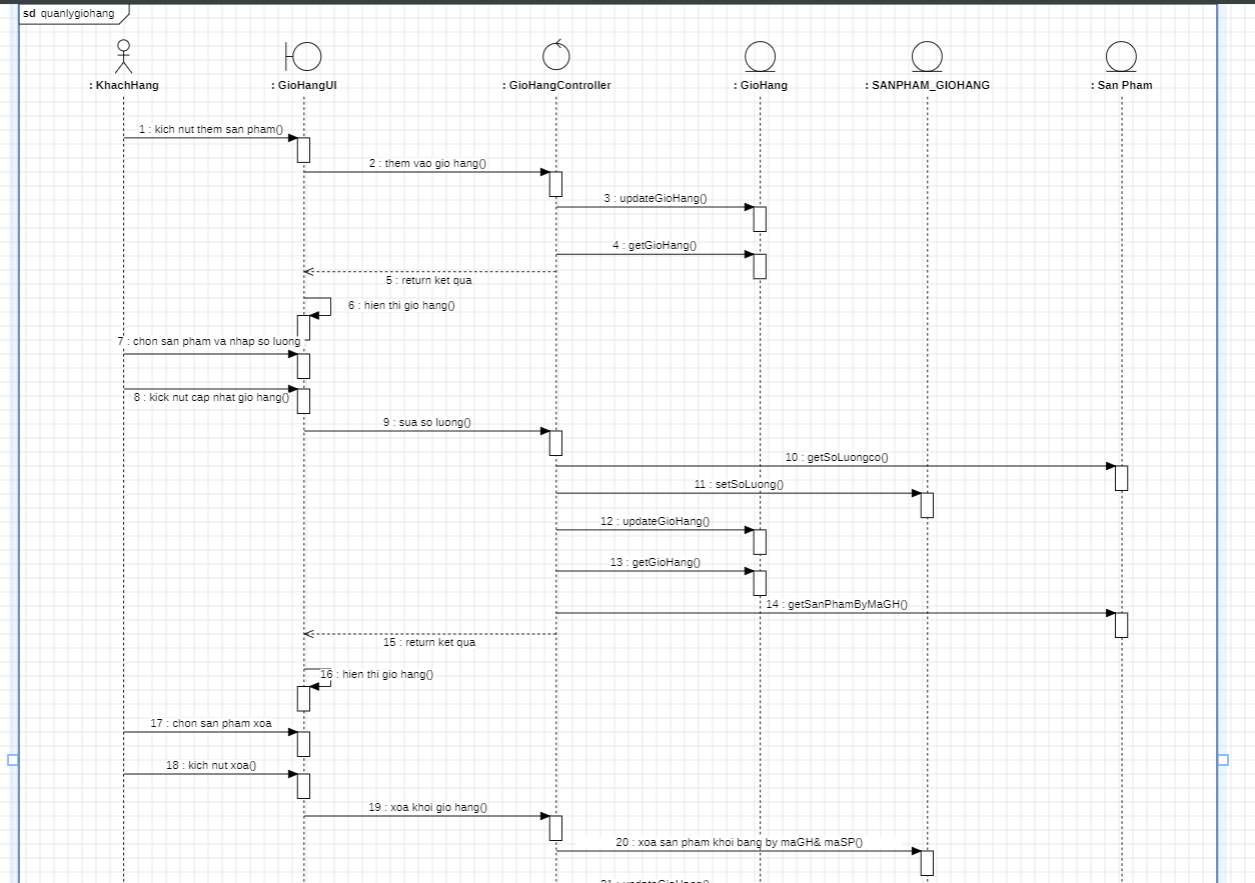 sd quanlygiohang
: KhachHang
: GioHangUI
: GioHangController
: GioHang
: SANPHAM_GIOHANG
: San Pham
1 : kich nut them san pham()
2 : them vao gio hang()
3 : updateGioHang()
4 : getGioHang()
5 : return ket qua
6 : hien thi gio hang()
7 : chon san pham va nhap so luong
8 : kick nut cap nhat gio hang()
9 : sua so luong()
10 : getSoLuongco()
11 : setSoLuong()
12 : updateGioHang()
13 : getGioHang()
14 : getSanPhamByMaGH()
15 : return ket qua
16 : hien thi gio hang()
17 : chon san pham xoa
18 : kich nut xoa()
19 : xoa khoi gio hang()
20 : xoa san pham khoi bang by maGH& maSP()
21 : updateGioHang()